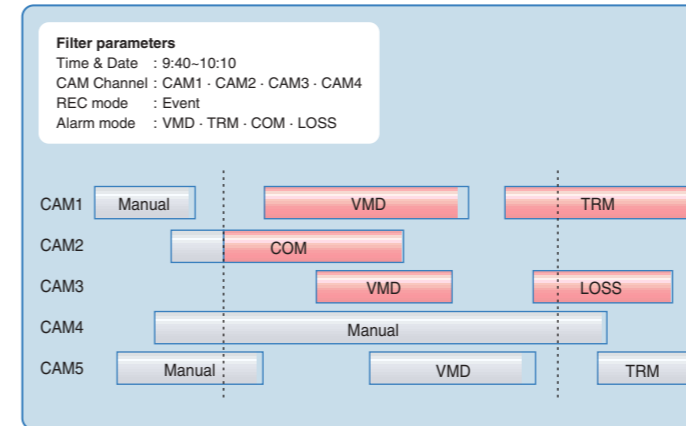 Filter parameters
Time & Date : 9:40~10:10
CAM Channel : CAM1 · CAM2 · CAM3 · CAM4
REC mode : Event
Alarm mode : VMD · TRM · COM · LOSS
CAM1 Manual VMD TRM
CAM2 COM
CAM3 VMD LOSS
CAM4 Manual
CAM5 Manual VMD TRM